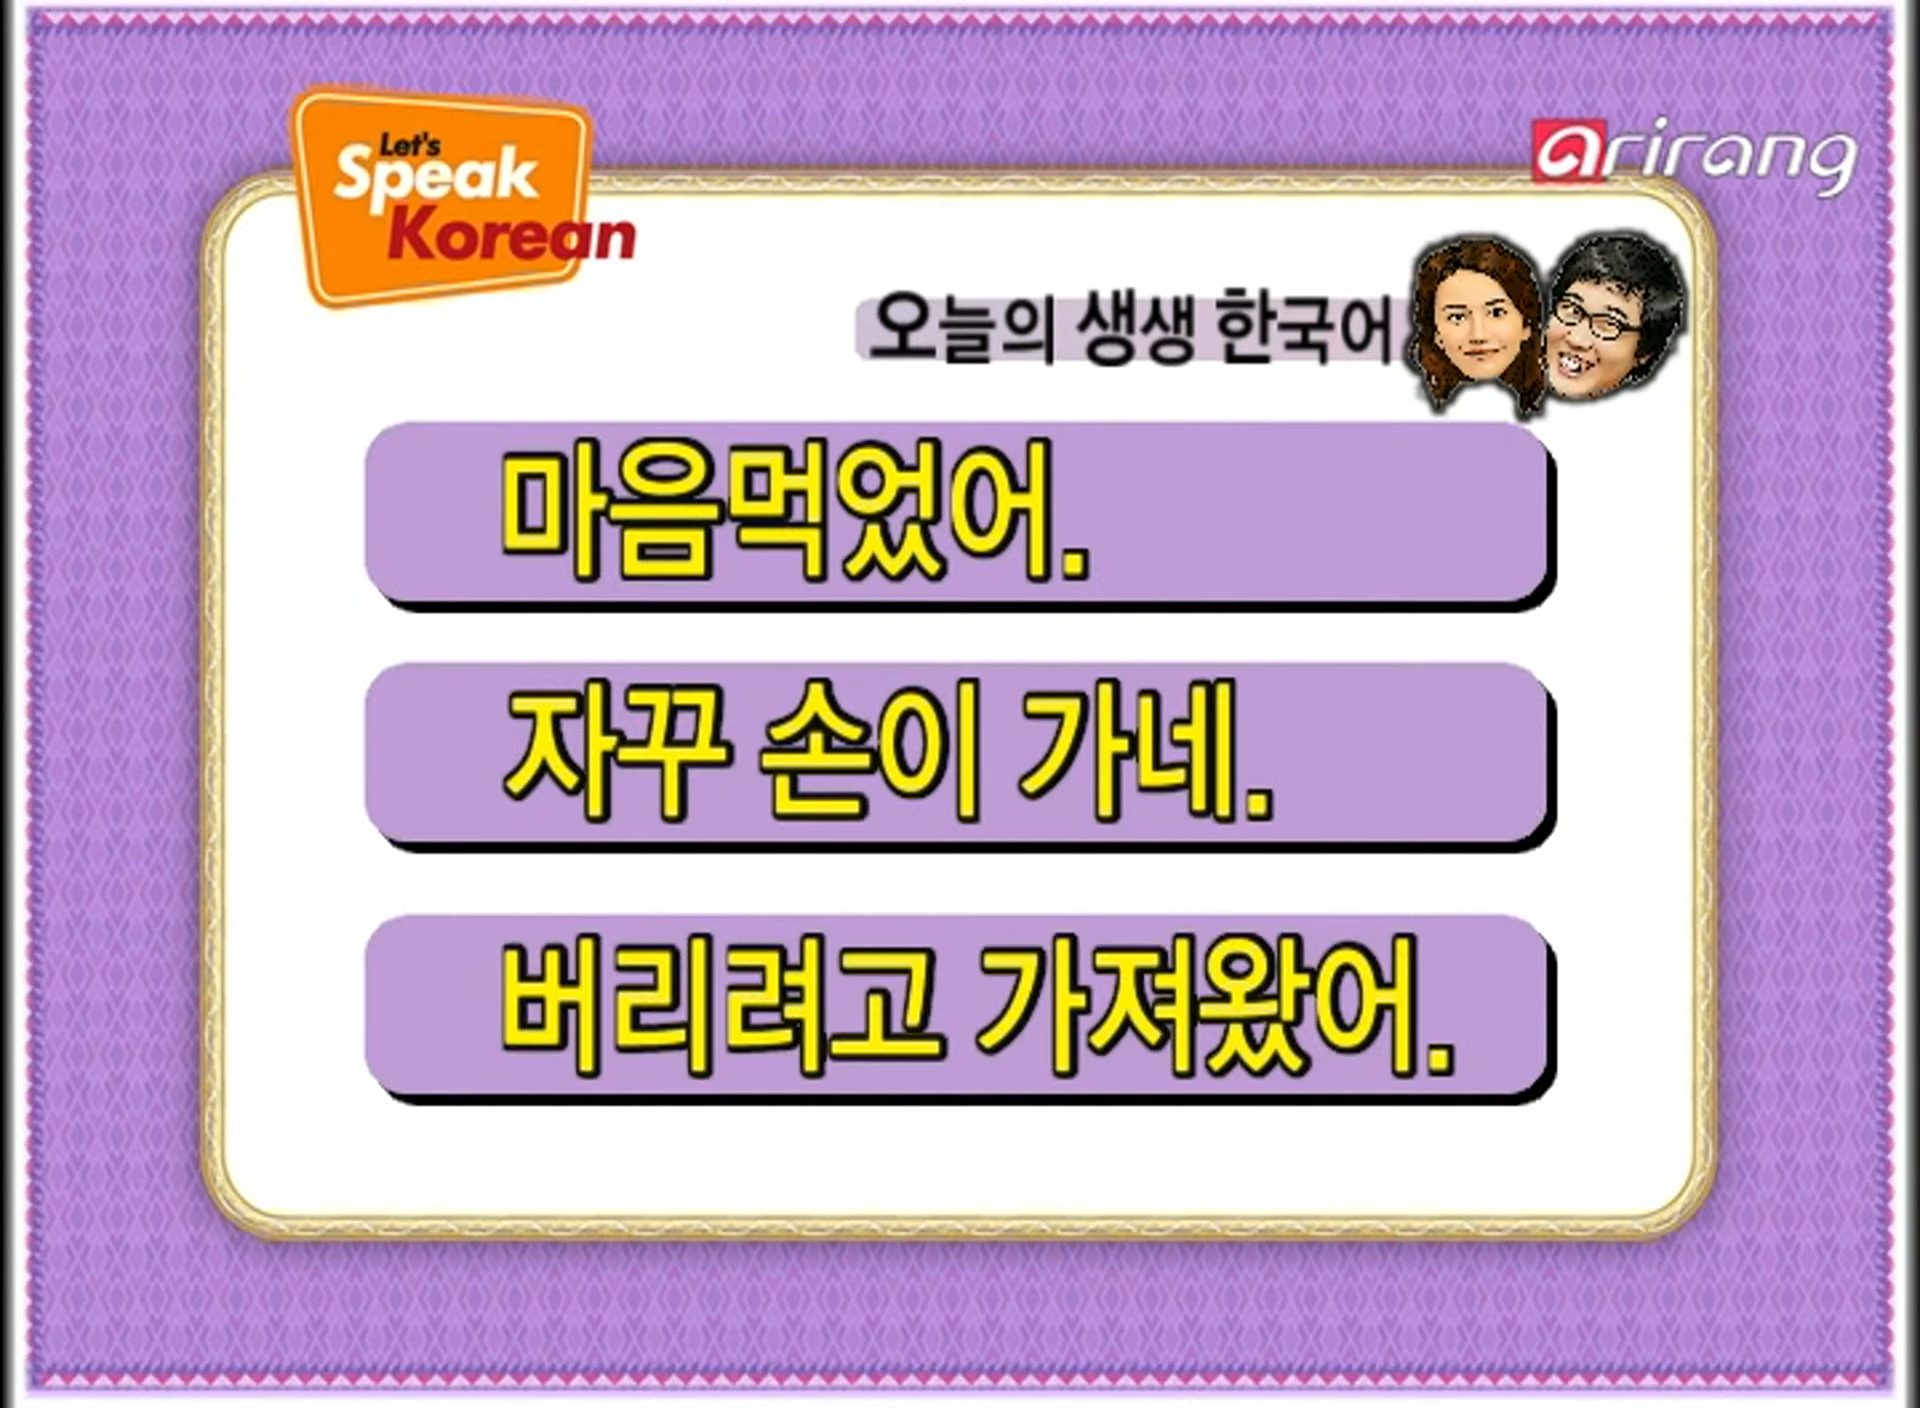 Let's
Speak
Korean
arirang
오늘의 생생 한국어
마음먹었어.
자꾸 손이 가네.
버리려고 가져왔어.